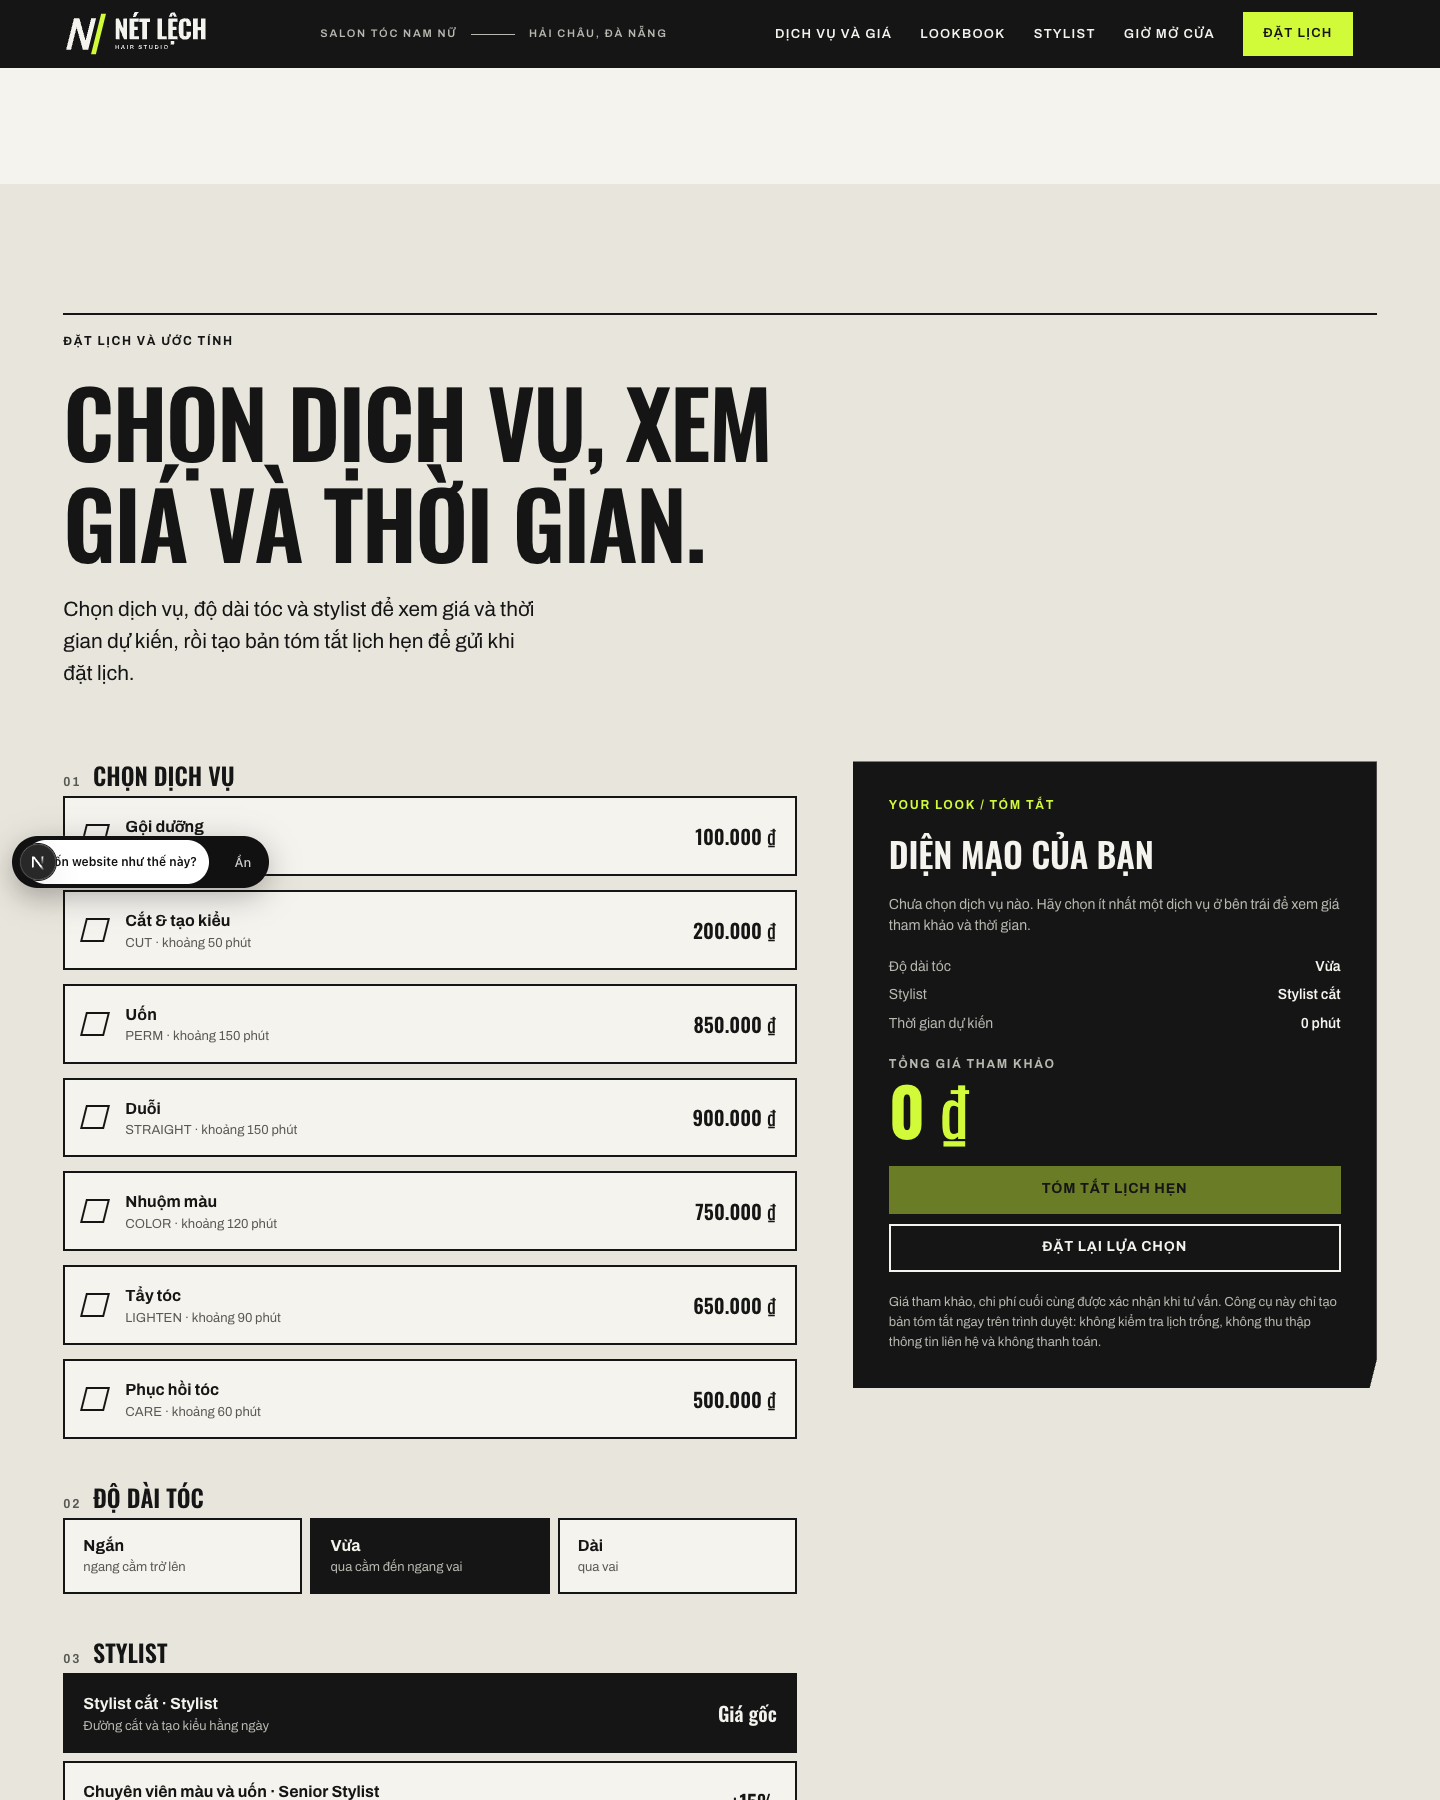 NÉT LỆCH
HAIR STUDIO
SALON TÓC NAM NỮ
HẢI CHÂU, ĐÀ NẴNG
DỊCH VỤ VÀ GIÁ
LOOKBOOK
STYLIST
GIỜ MỞ CỬA
ĐẶT LỊCH
ĐẶT LỊCH VÀ ƯỚC TÍNH
CHỌN DỊCH VỤ, XEM
GIÁ VÀ THỜI GIAN.
Chọn dịch vụ, độ dài tóc và stylist để xem giá và thời
gian dự kiến, rồi tạo bản tóm tắt lịch hẹn để gửi khi
đặt lịch.
01 CHỌN DỊCH VỤ
Gội dưỡng
100.000 ₫
website như thế này?
Ẩn
Cắt & tạo kiểu
CUT · khoảng 50 phút
200.000 ₫
Uốn
PERM · khoảng 150 phút
850.000 ₫
Duỗi
STRAIGHT · khoảng 150 phút
900.000 ₫
Nhuộm màu
COLOR · khoảng 120 phút
750.000 ₫
Tẩy tóc
LIGHTEN · khoảng 90 phút
650.000 ₫
Phục hồi tóc
CARE · khoảng 60 phút
500.000 ₫
02 ĐỘ DÀI TÓC
Ngắn
ngang cằm trở lên
Vừa
qua cằm đến ngang vai
Dài
qua vai
03 STYLIST
Stylist cắt · Stylist
Đường cắt và tạo kiểu hằng ngày
Giá gốc
Chuyên viên màu và uốn · Senior Stylist
+15%
YOUR LOOK / TÓM TẮT
DIỆN MẠO CỦA BẠN
Chưa chọn dịch vụ nào. Hãy chọn ít nhất một dịch vụ ở bên trái để xem giá
tham khảo và thời gian.
Độ dài tóc
Vừa
Stylist
Stylist cắt
Thời gian dự kiến
0 phút
TỔNG GIÁ THAM KHẢO
0 ₫
TÓM TẮT LỊCH HẸN
ĐẶT LẠI LỰA CHỌN
Giá tham khảo, chi phí cuối cùng được xác nhận khi tư vấn. Công cụ này chỉ tạo
bản tóm tắt ngay trên trình duyệt: không kiểm tra lịch trống, không thu thập
thông tin liên hệ và không thanh toán.